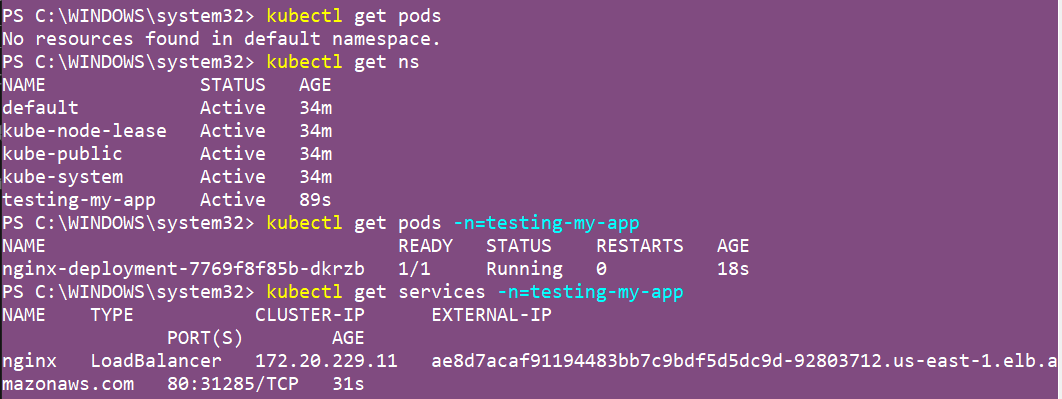 PS C:\WINDOWS\system32> kubectl get pods
No resources found in default namespace.
PS C:\WINDOWS\system32> kubectl get ns
NAME              STATUS   AGE
default           Active   34m
kube-node-lease   Active   34m
kube-public       Active   34m
kube-system       Active   34m
testing-my-app    Active   89s
PS C:\WINDOWS\system32> kubectl get pods -n=testing-my-app
NAME                                READY   STATUS    RESTARTS   AGE
nginx-deployment-7769f8f85b-dkrzb   1/1     Running   0          18s
PS C:\WINDOWS\system32> kubectl get services -n=testing-my-app
NAME    TYPE           CLUSTER-IP      EXTERNAL-IP
               PORT(S)        AGE
nginx   LoadBalancer   172.20.229.11   ae8d7acaf91194483bb7c9bdf5d5dc9d-92803712.us-east-1.elb.a
mazonaws.com   80:31285/TCP   31s